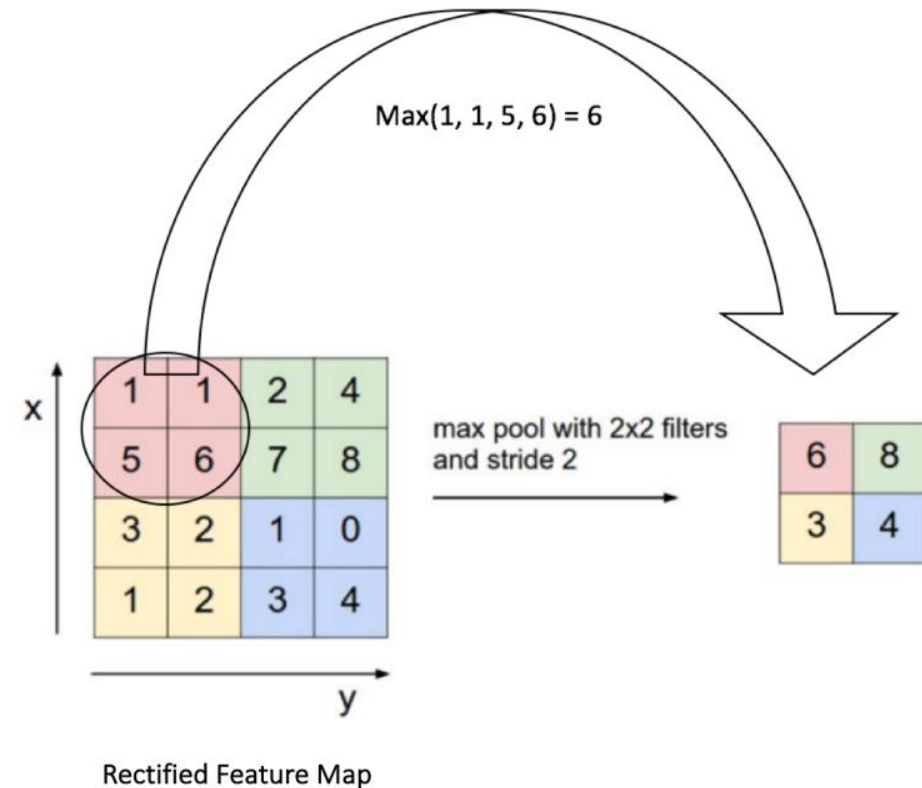 Max(1, 1, 5, 6) = 6
x
1 1 2 4
5 6 7 8
3 2 1 0
1 2 3 4
y
Rectified Feature Map
max pool with 2x2 filters
and stride 2
6 8
3 4